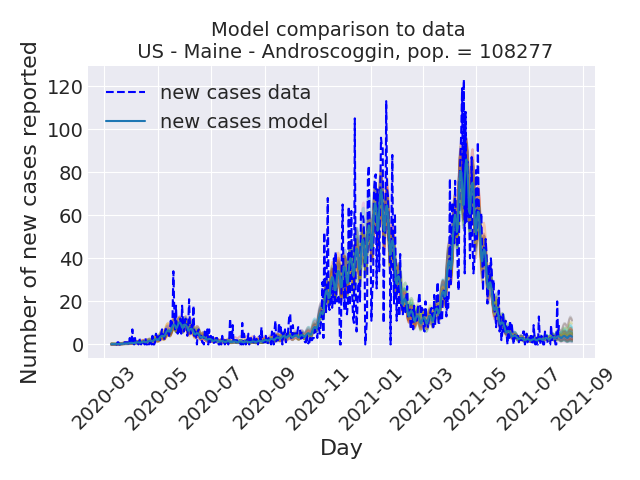 Model comparison to data
US - Maine - Androscoggin, pop. = 108277
Number of new cases reported
120
100
80
60
40
20
0
new cases data
new cases model
2020-03
2020-05
2020-07
2020-09
2020-11
2021-01
2021-03
2021-05
2021-07
2021-09
Day